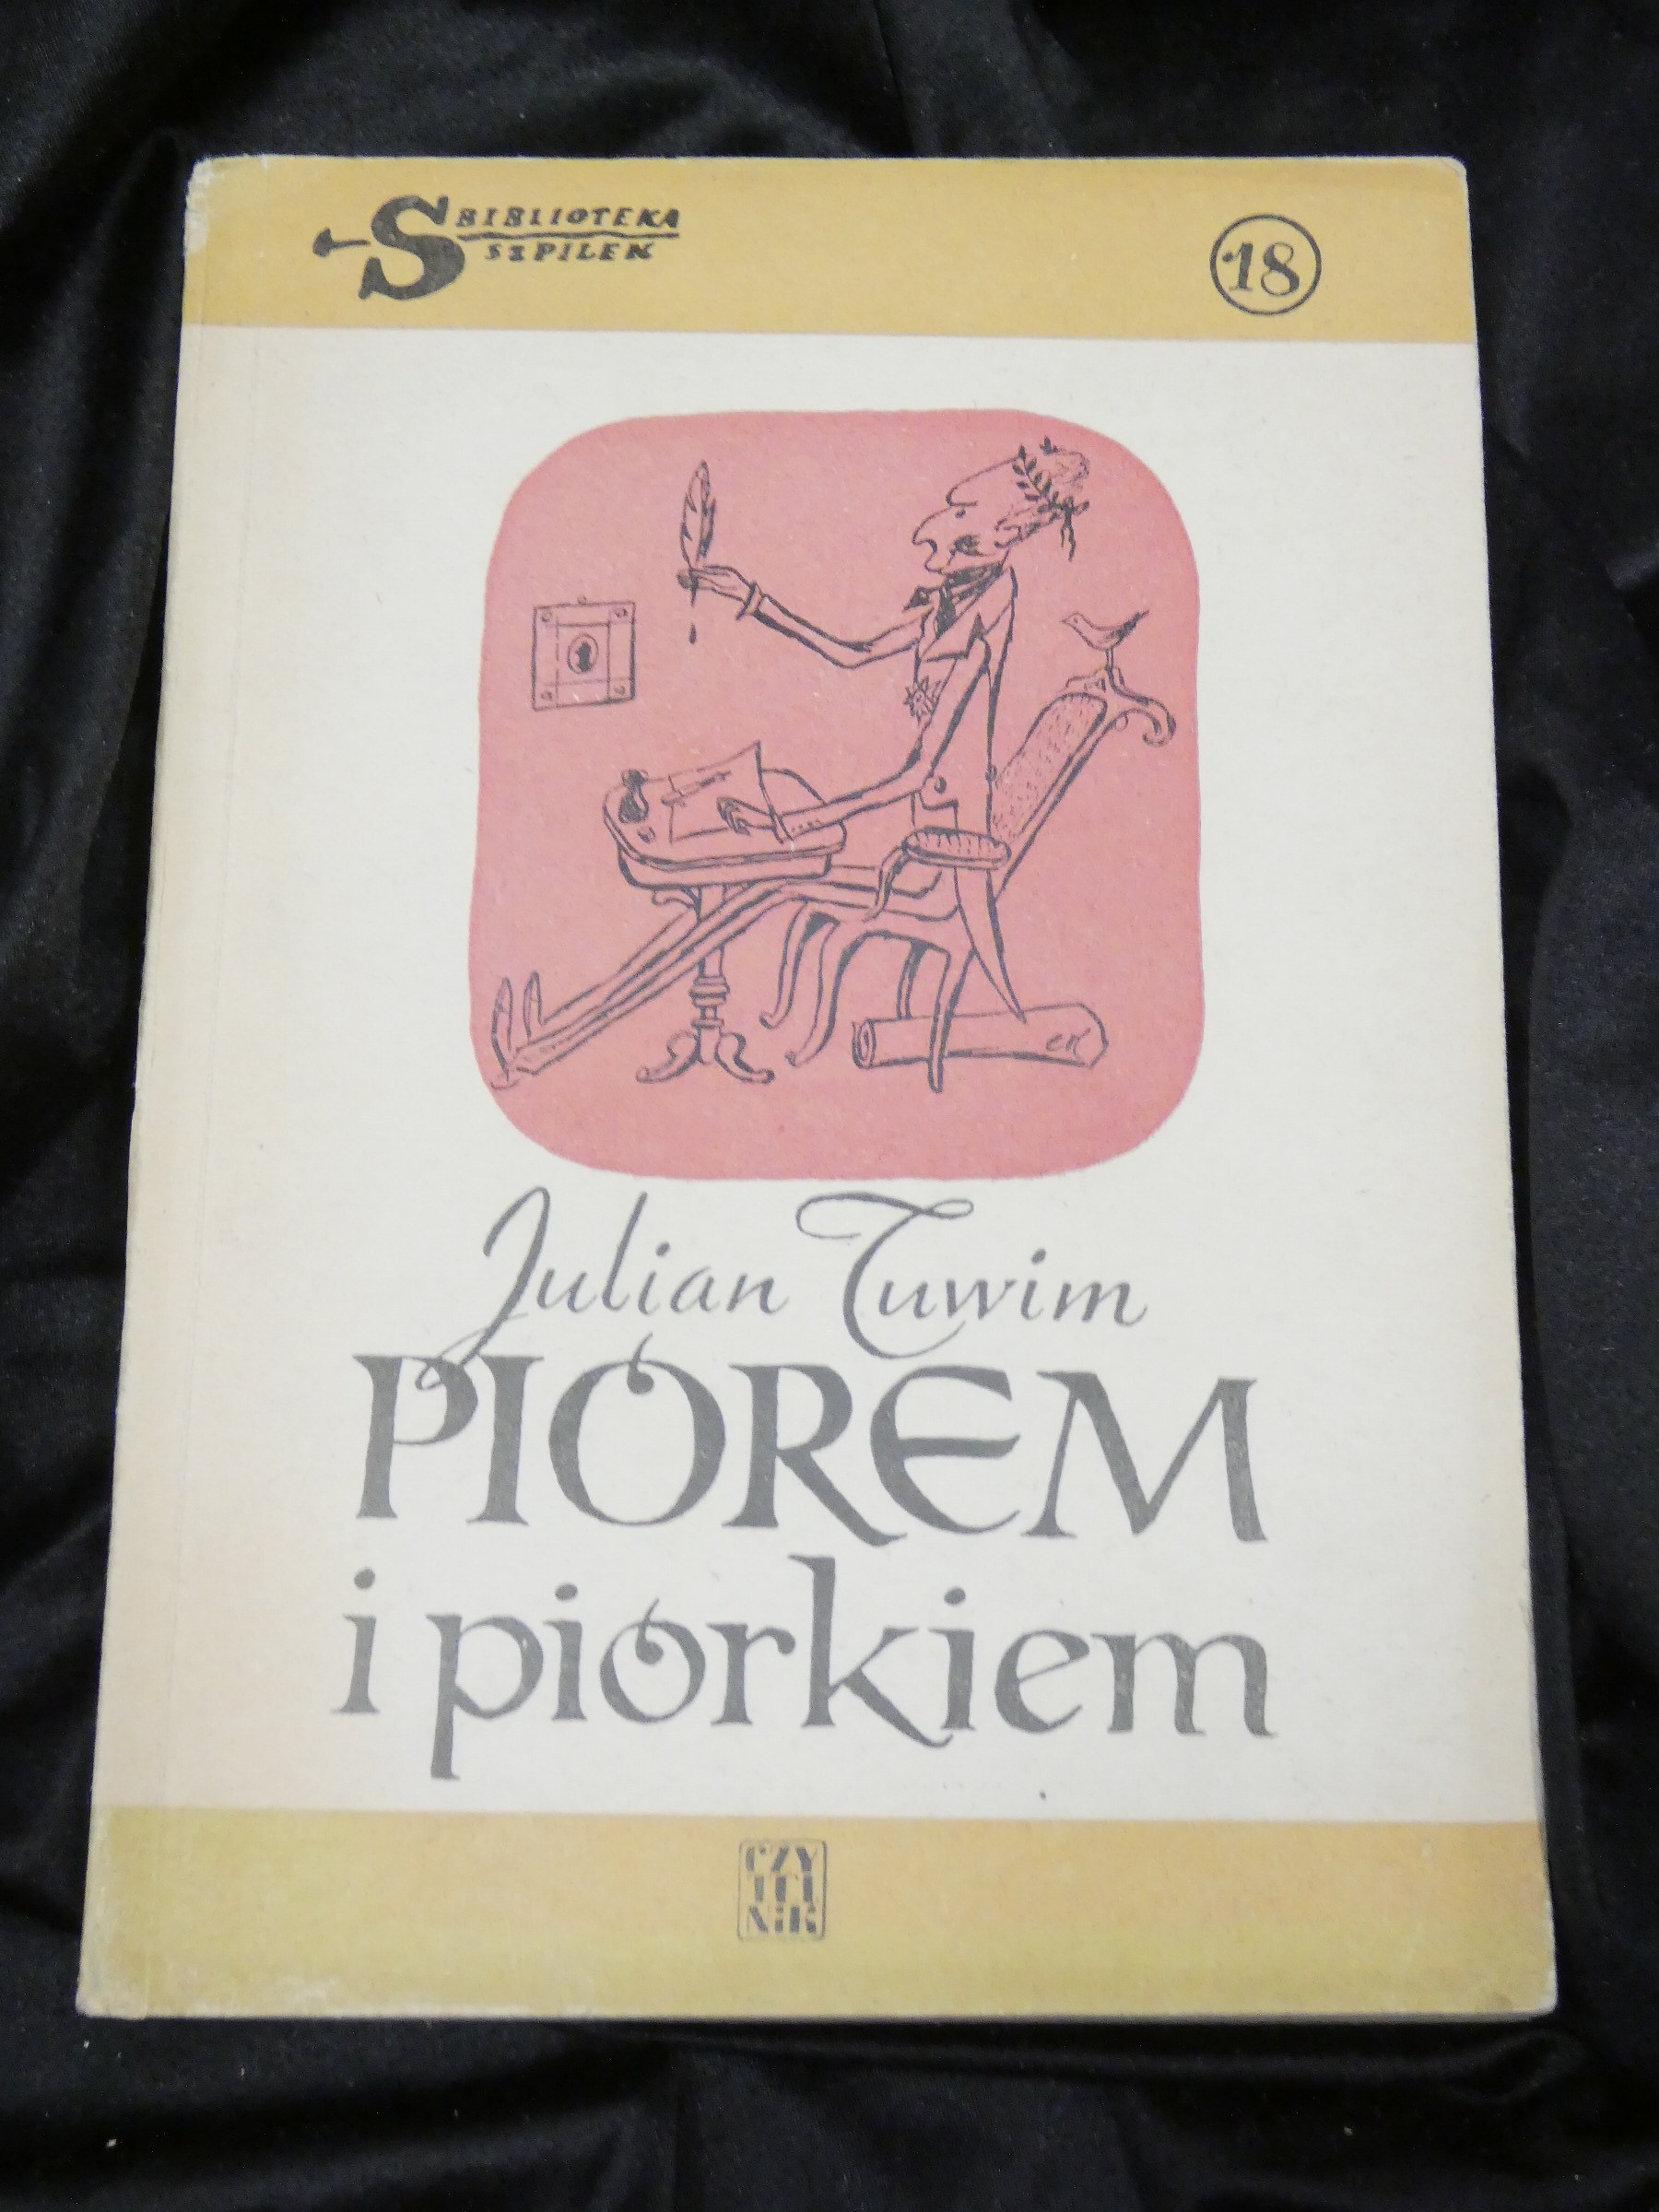 S BIBLIOTEKA
SZPILEK
18
Julian Tuwim
PIÓREM
i piórkiem
CZY
TEL
NIK